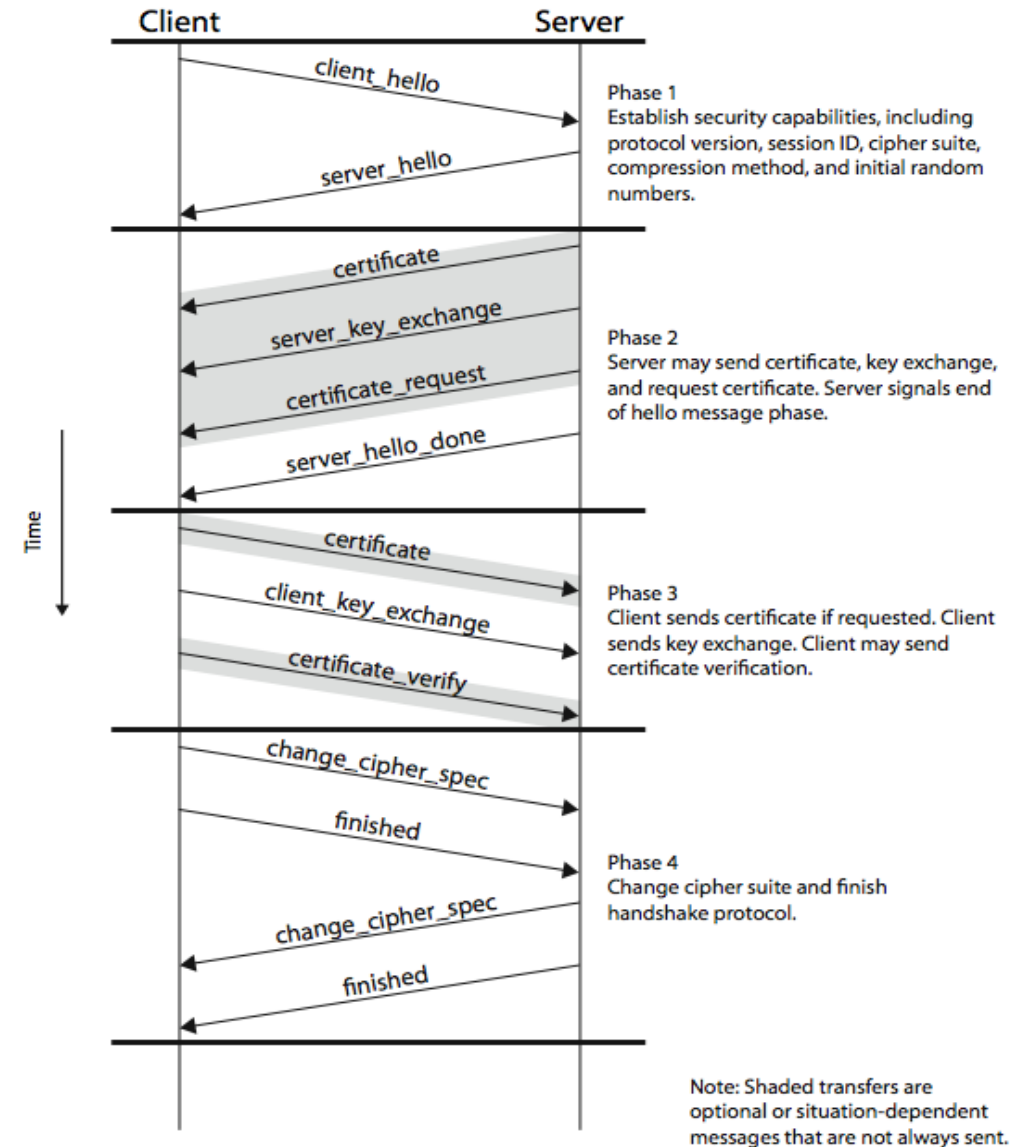 Client
Server
client_hello
Phase 1
Establish security capabilities, including
protocol version, session ID, cipher suite,
compression method, and initial random
numbers.
server_hello
certificate
server_key_exchange
Phase 2
Server may send certificate, key exchange,
and request certificate. Server signals end
of hello message phase.
certificate_request
server_hello_done
Time
certificate
client_key_exchange
Phase 3
Client sends certificate if requested. Client
sends key exchange. Client may send
certificate verification.
certificate_verify
change_cipher_spec
finished
Phase 4
Change cipher suite and finish
handshake protocol.
change_cipher_spec
finished
Note: Shaded transfers are
optional or situation-dependent
messages that are not always sent.